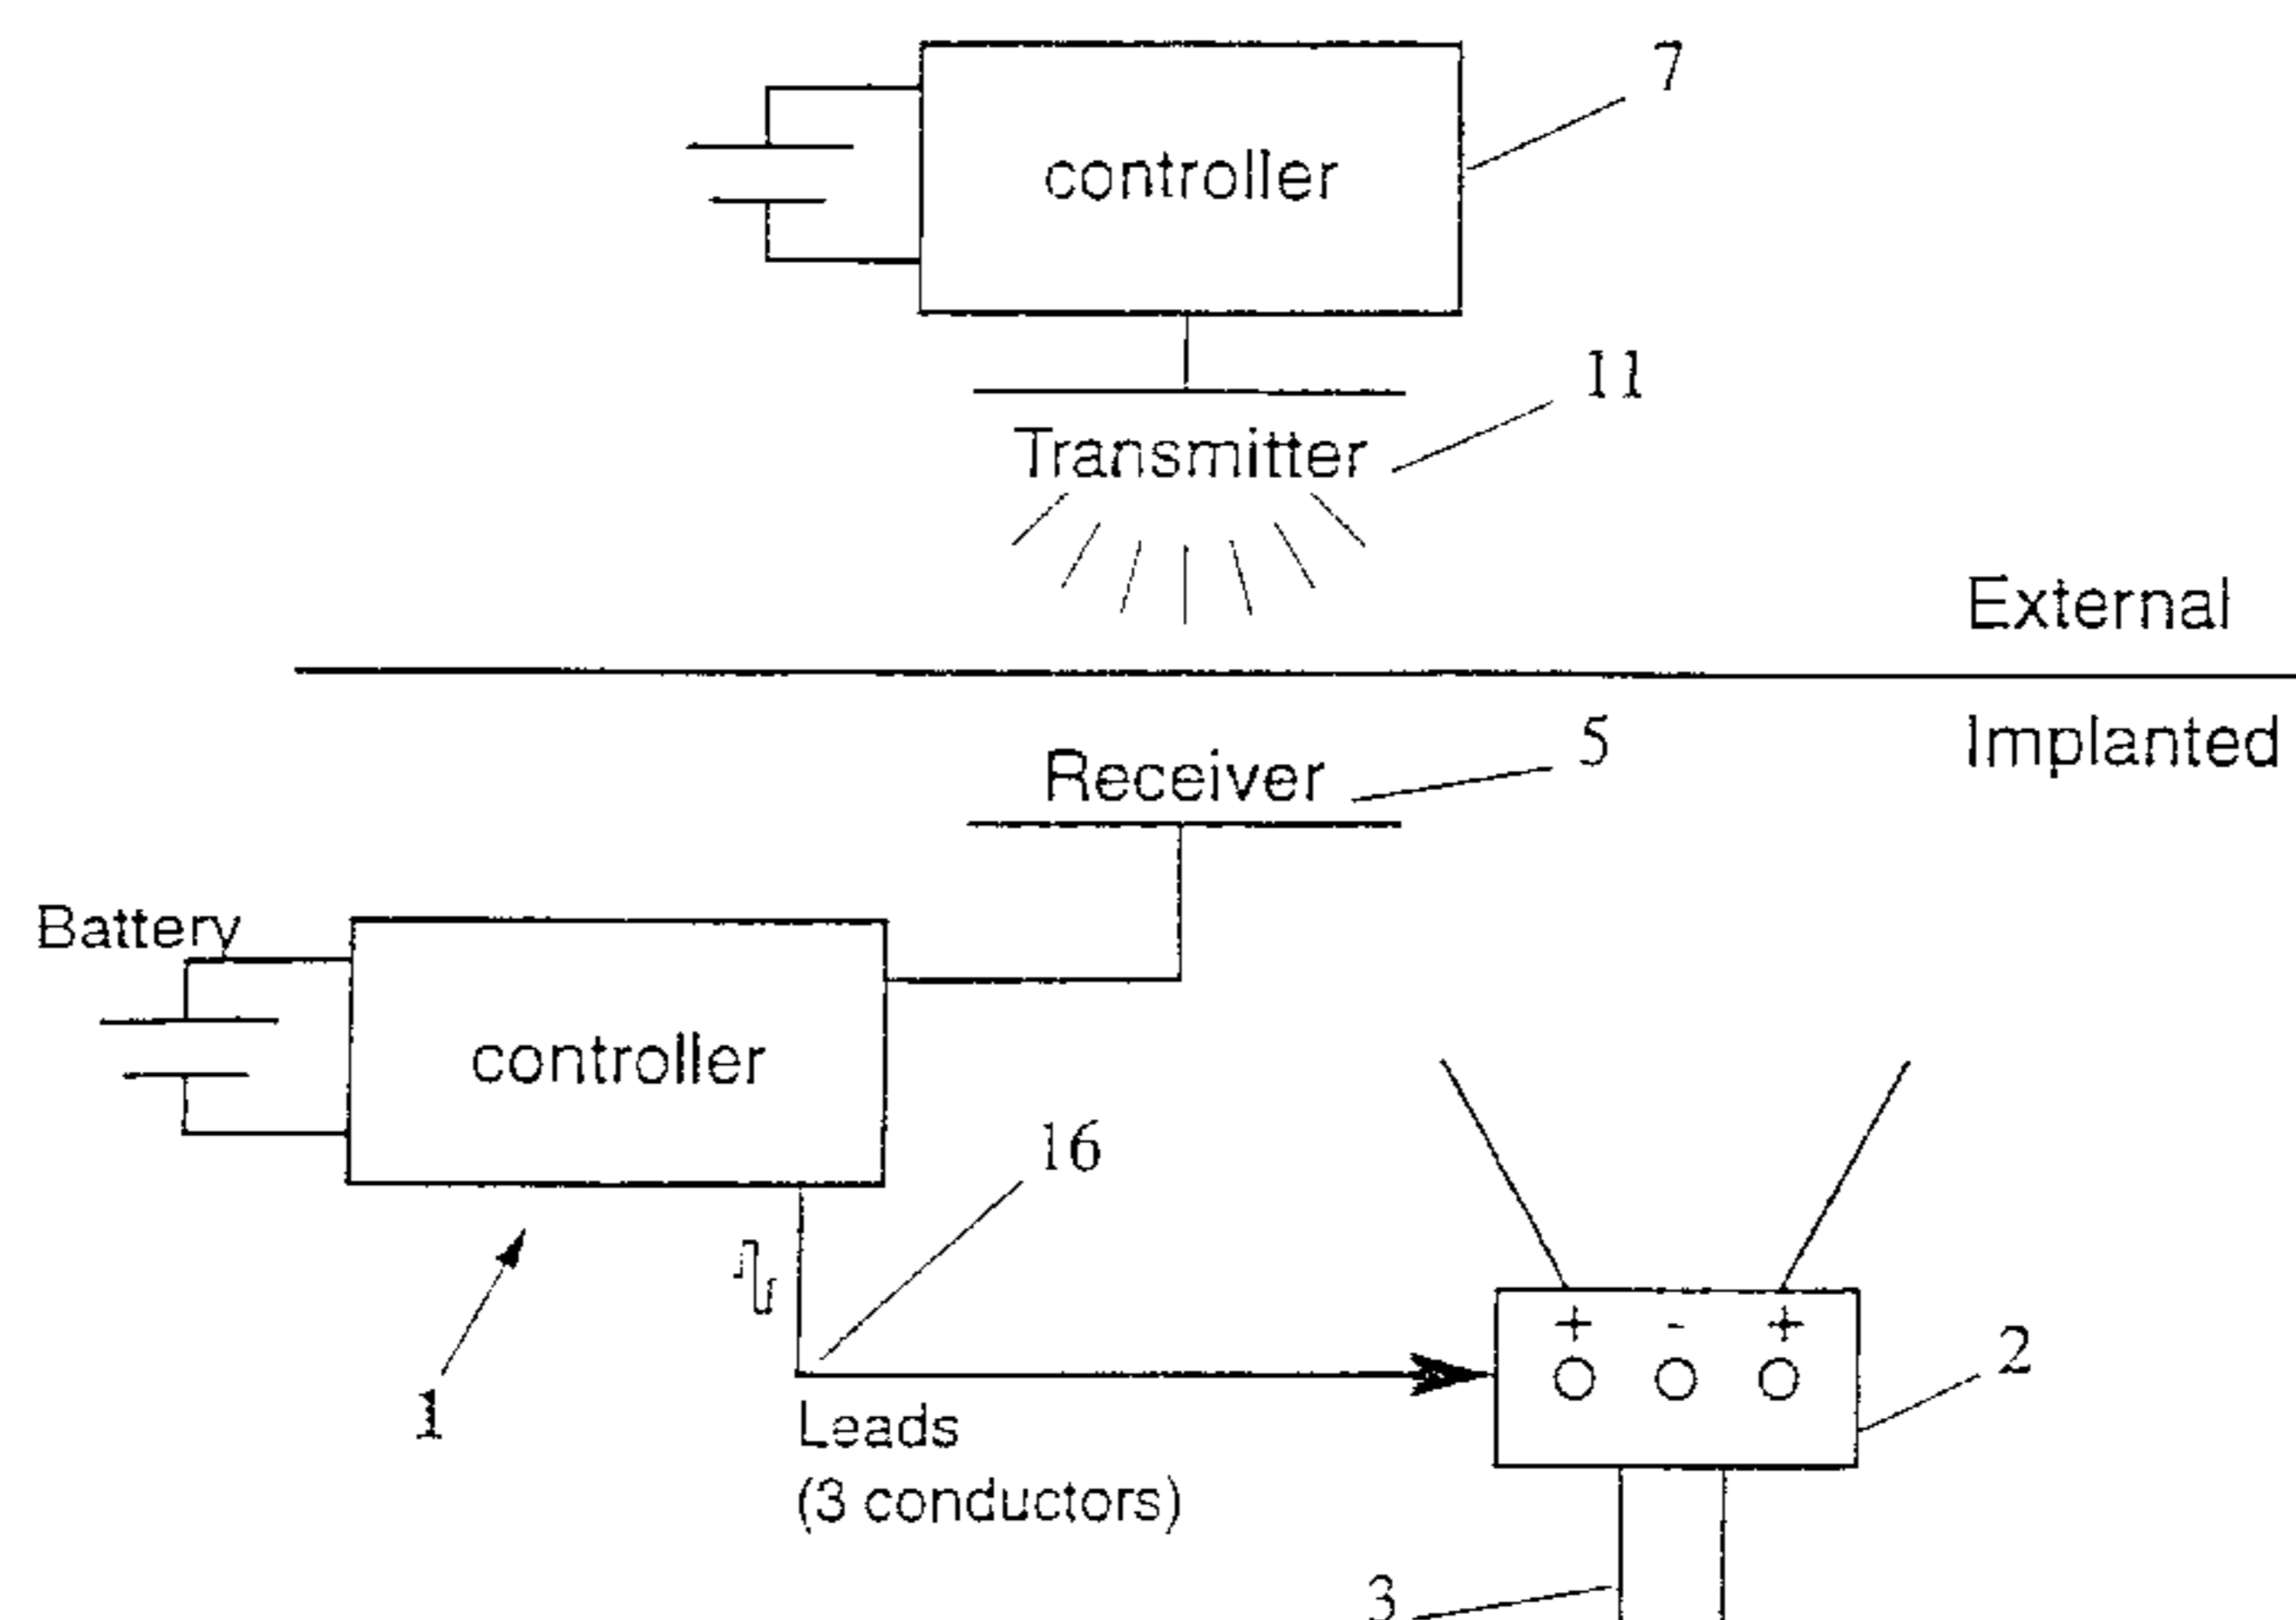 7
controller
11
Transmitter
External
Implanted
5
Receiver
Battery
controller
16
1
+ - +
2
Leads
(3 conductors)
3